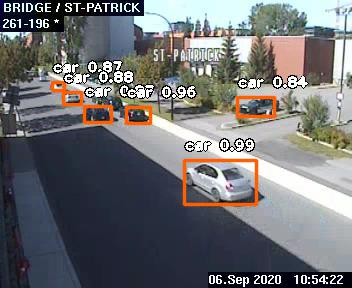 BRIDGE / ST-PATRICK
261-196 *
ST-PATRICK
car 0.87
car 0.88
car 0.84
car 0.96
car 0.99
06.Sep 2020 10:54:22